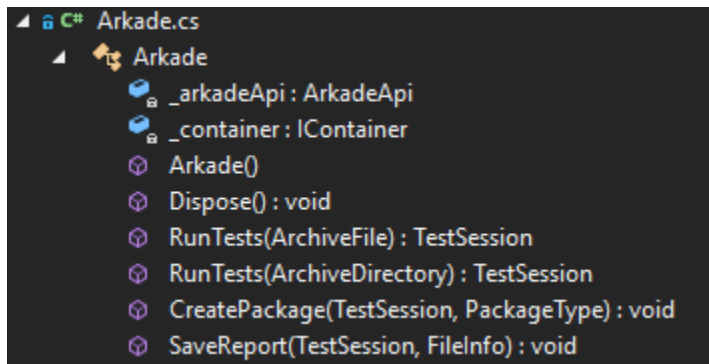 C# Arkade.cs
Arkade
_arkadeApi : ArkadeApi
_container : IContainer
Arkade()
Dispose() : void
RunTests(ArchiveFile) : TestSession
RunTests(ArchiveDirectory) : TestSession
CreatePackage(TestSession, PackageType) : void
SaveReport(TestSession, FileInfo) : void